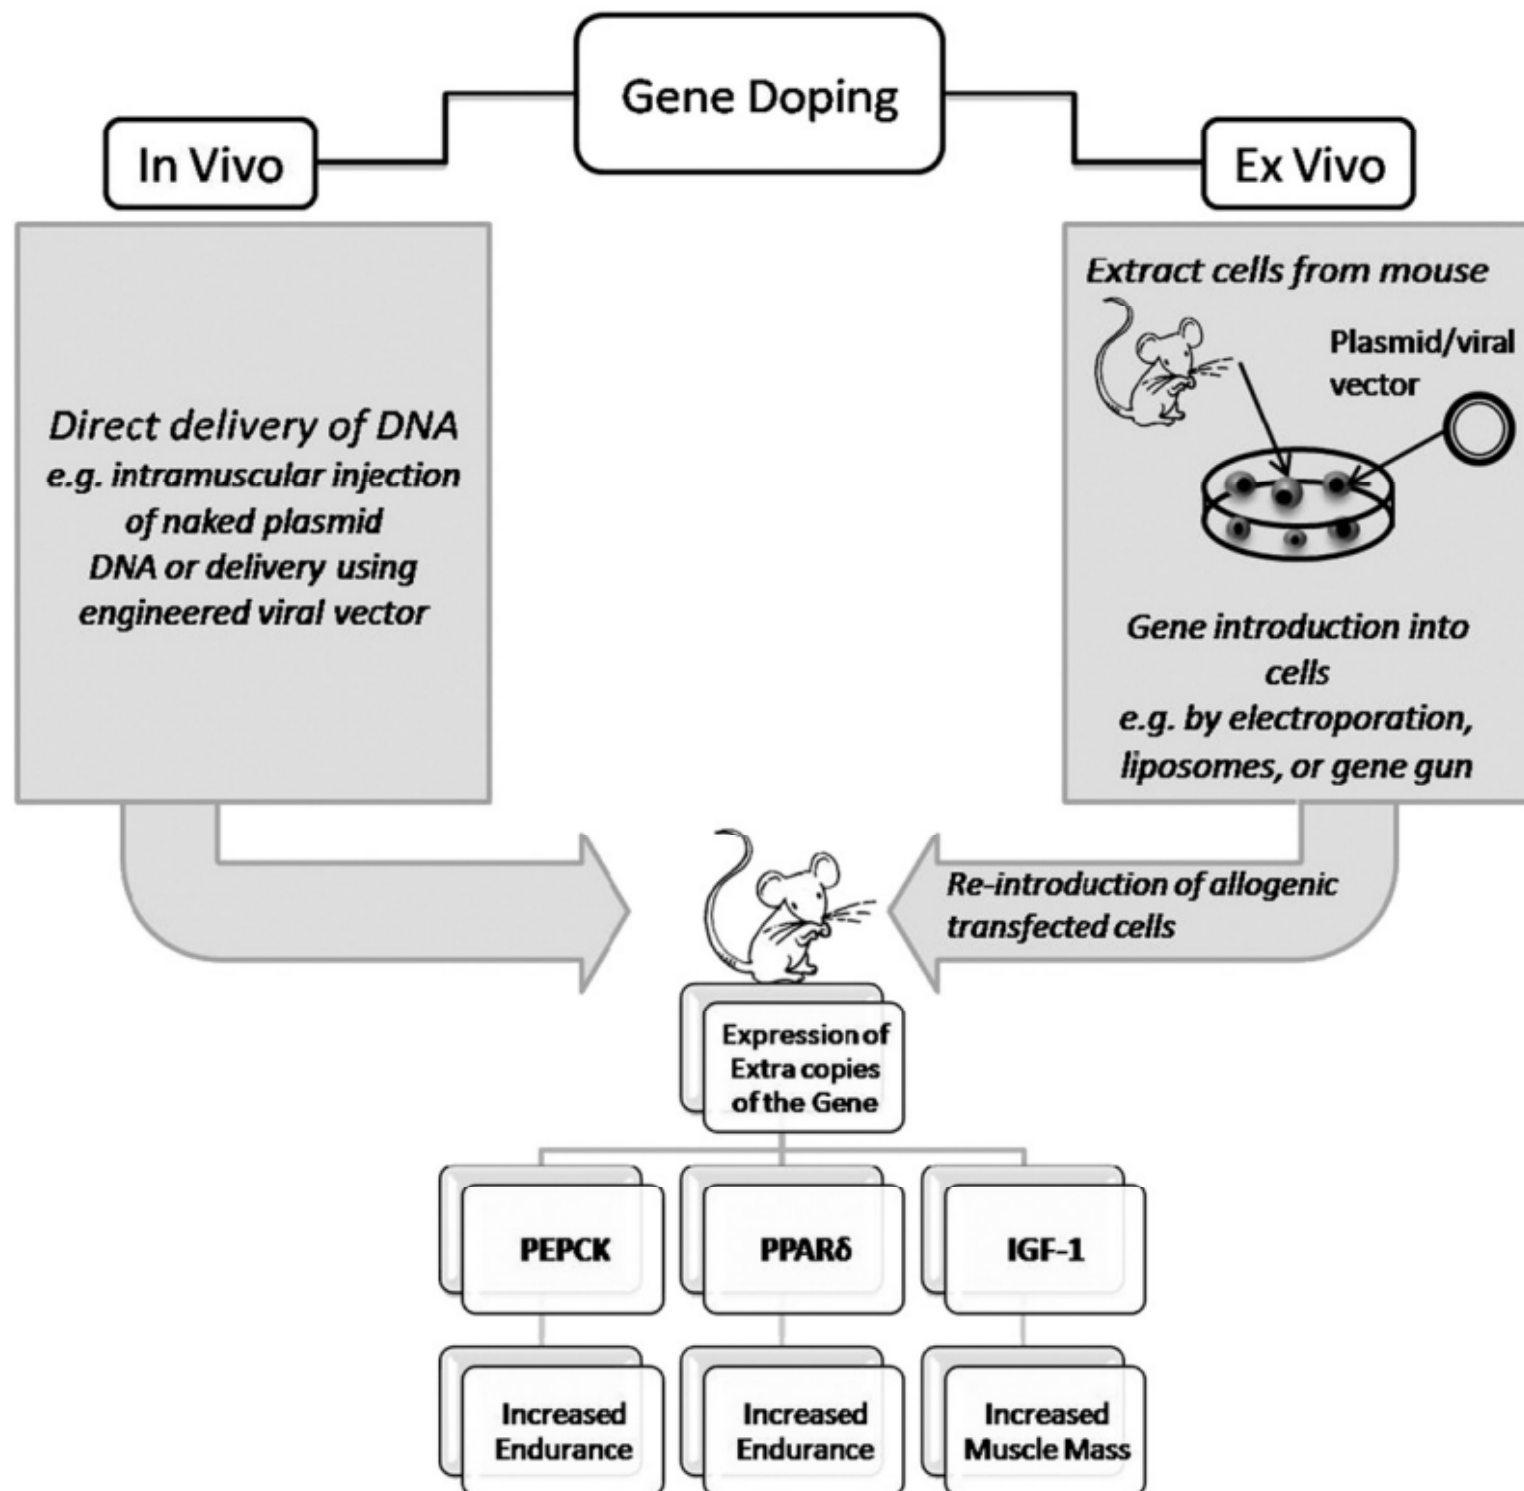 Gene Doping
In Vivo
Ex Vivo
Direct delivery of DNA
e.g. intramuscular injection
of naked plasmid
DNA or delivery using
engineered viral vector
Extract cells from mouse
Plasmid/viral
vector
Gene introduction into
cells
e.g. by electroporation,
liposomes, or gene gun
Re-introduction of allogenic
transfected cells
Expression of
Extra copies
of the Gene
PEPCK
PPARδ
IGF-1
Increased
Endurance
Increased
Endurance
Increased
Muscle Mass